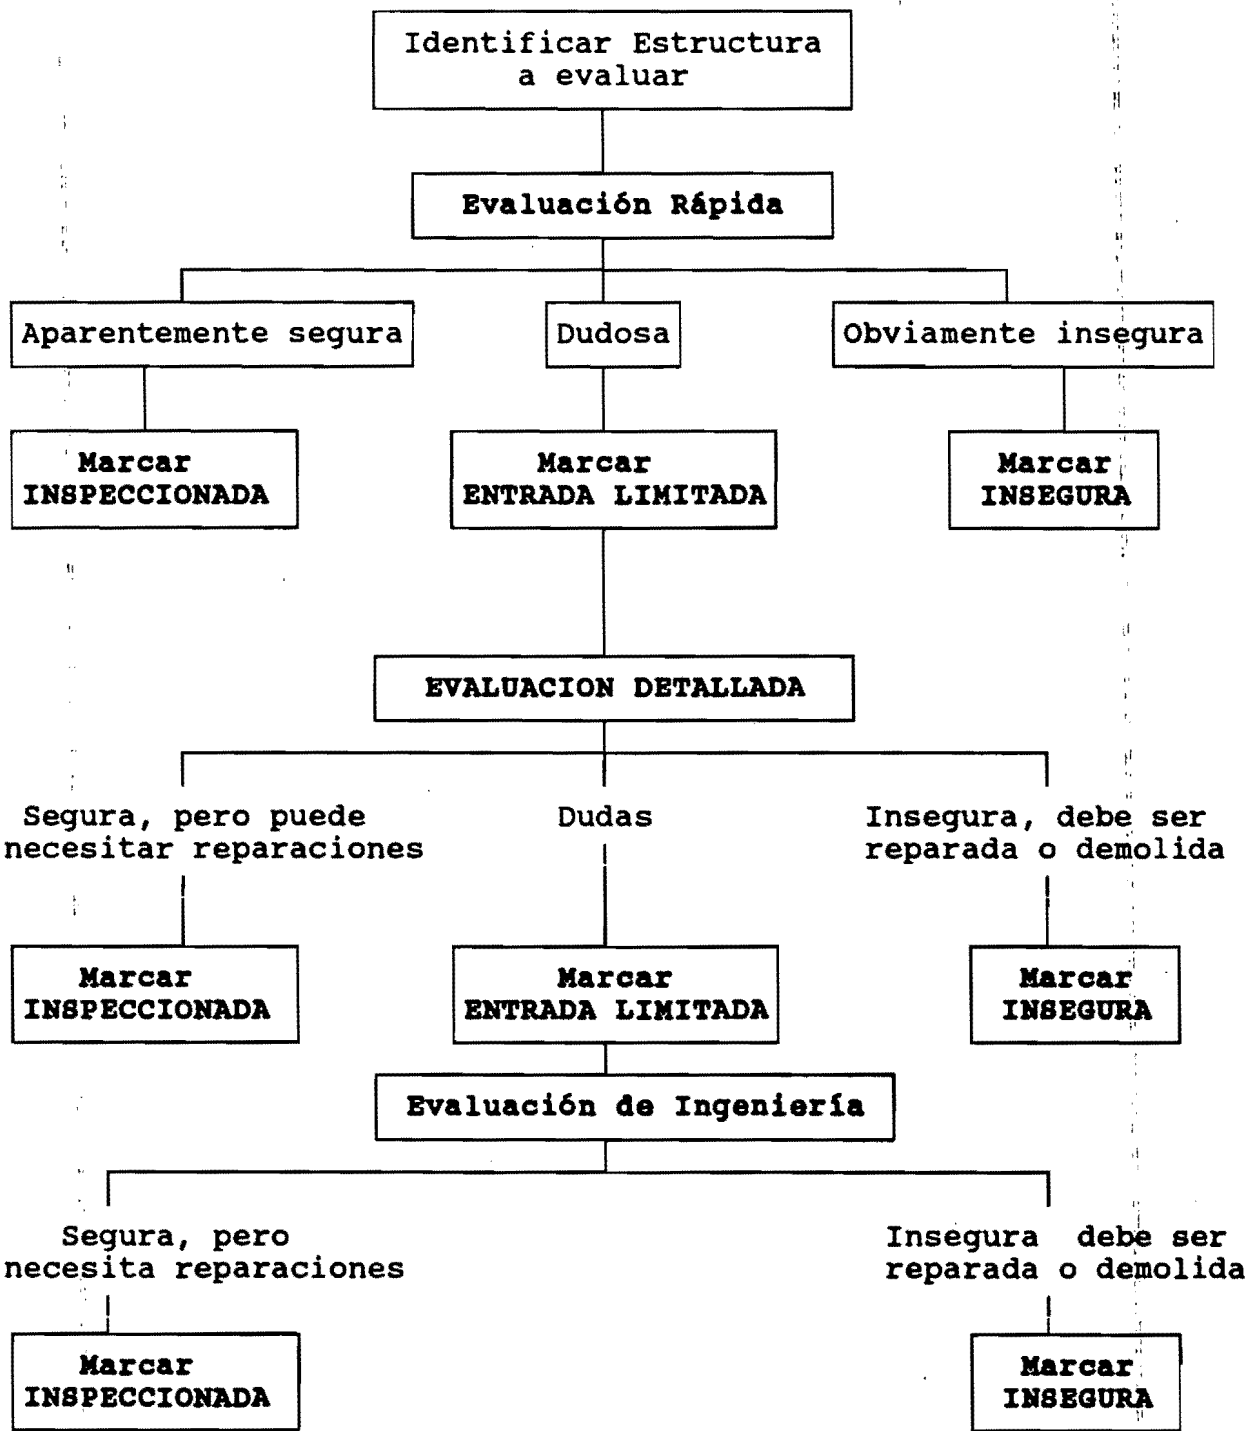 Identificar Estructura
a evaluar
Evaluación Rápida
Aparentemente segura
Dudosa
Obviamente insegura
Marcar
INSPECCIONADA
Marcar
ENTRADA LIMITADA
Marcar
INSEGURA
EVALUACION DETALLADA
Segura, pero puede
necesitar reparaciones
Dudas
Insegura, debe ser
reparada o demolida
Marcar
INSPECCIONADA
Marcar
ENTRADA LIMITADA
Marcar
INSEGURA
Evaluación de Ingeniería
Segura, pero
necesita reparaciones
Insegura debe ser
reparada o demolida
Marcar
INSPECCIONADA
Marcar
INSEGURA